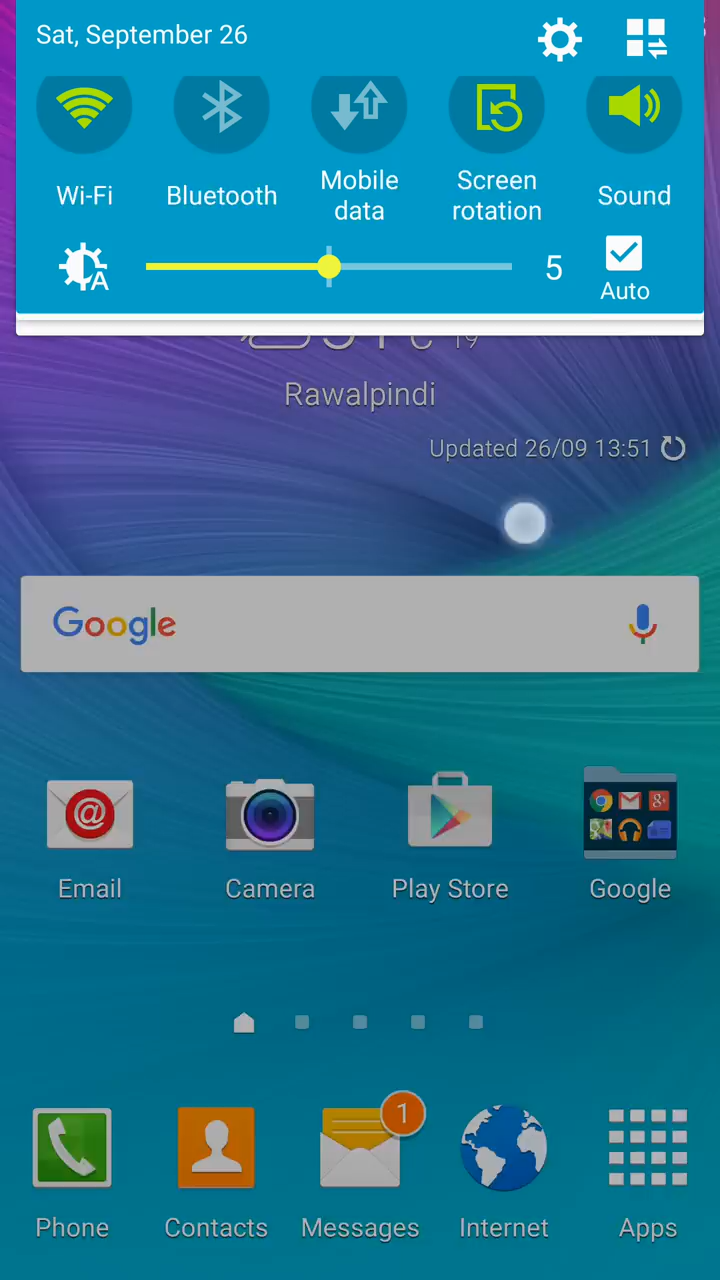 Sat, September 26
Wi-Fi
Bluetooth
Mobile
data
Screen
rotation
Sound
A
5
Auto
Rawalpindi
Updated 26/09 13:51
Google
@
Email
Camera
Play Store
Google
1
Phone
Contacts
Messages
Internet
Apps